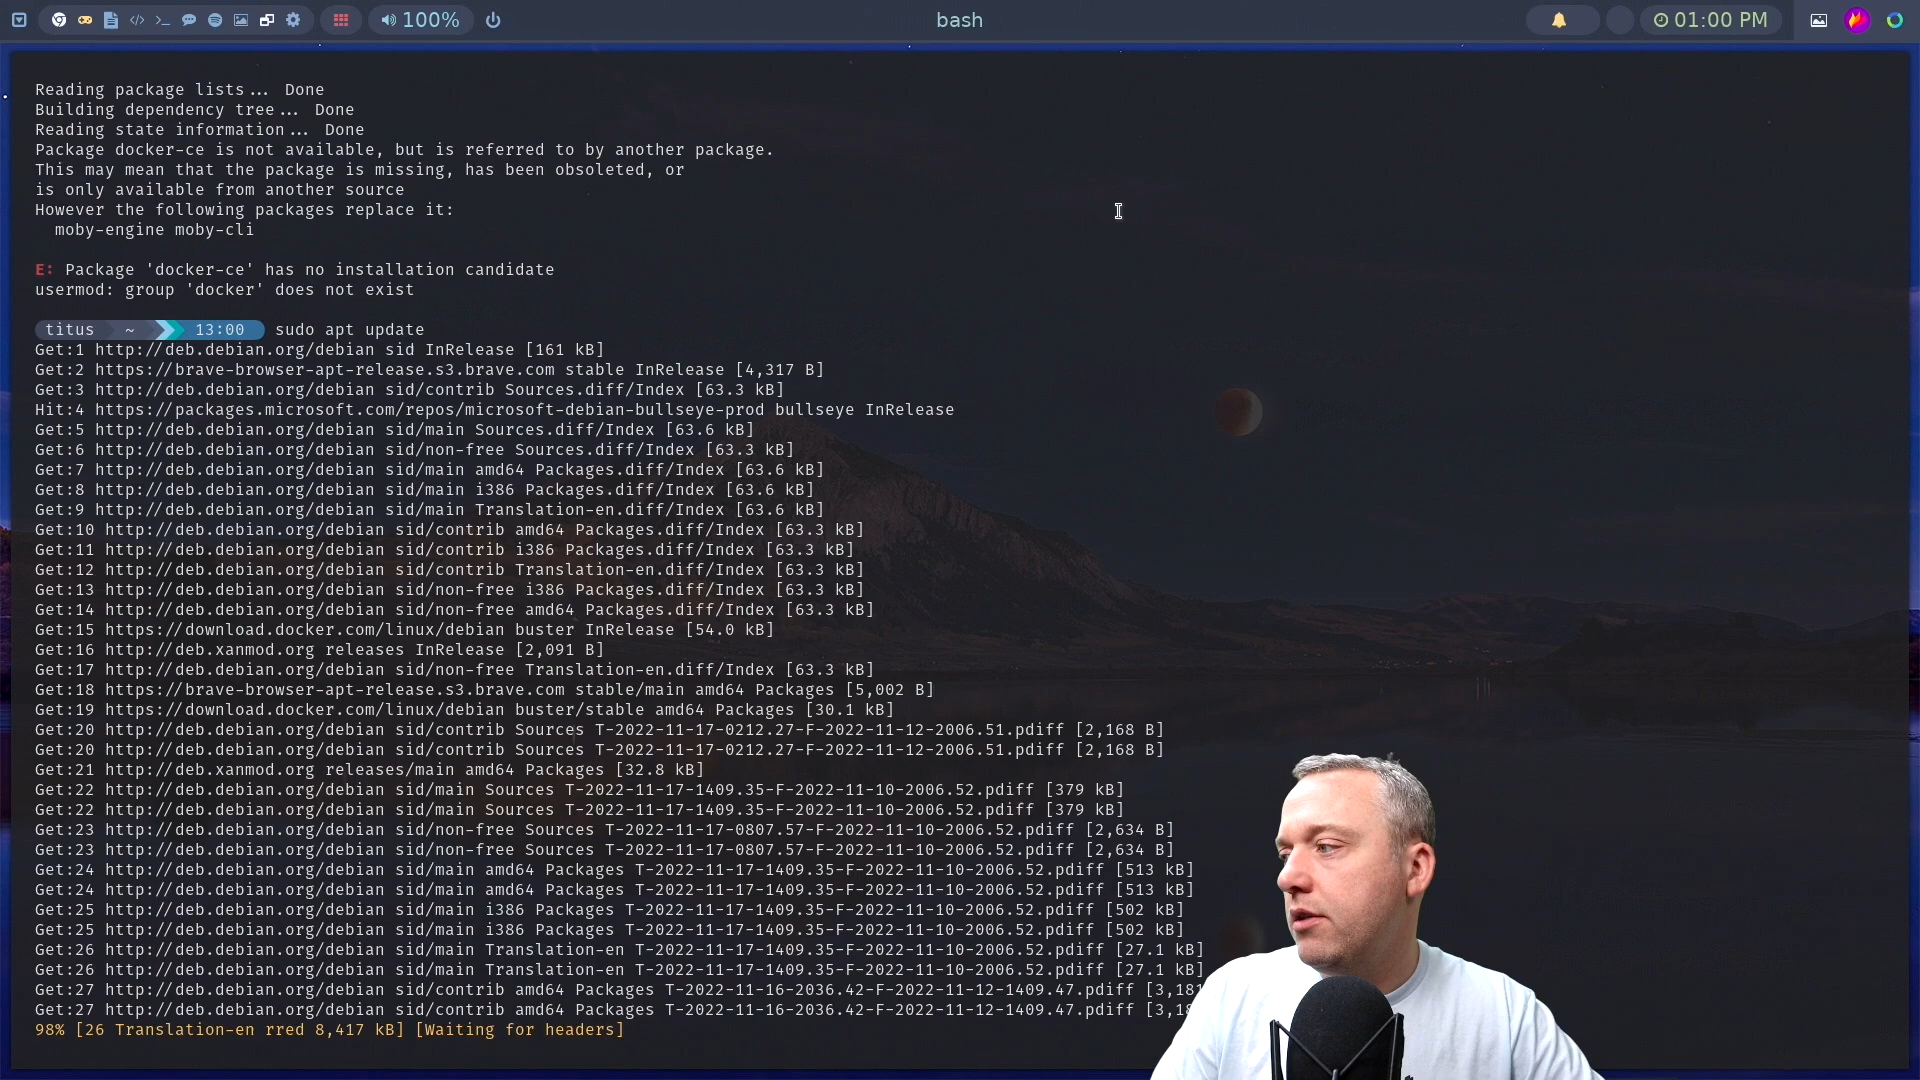 100%
bash
01:00 PM
Reading package lists... Done
Building dependency tree... Done
Reading state information... Done
Package docker-ce is not available, but is referred to by another package.
This may mean that the package is missing, has been obsoleted, or
is only available from another source
However the following packages replace it:
moby-engine moby-cli
E: Package 'docker-ce' has no installation candidate
usermod: group 'docker' does not exist
titus ~ 13:00 sudo apt update
Get:1 http://deb.debian.org/debian sid InRelease [161 kB]
Get:2 https://brave-browser-apt-release.s3.brave.com stable InRelease [4,317 B]
Get:3 http://deb.debian.org/debian sid/contrib Sources.diff/Index [63.3 kB]
Hit:4 https://packages.microsoft.com/repos/microsoft-debian-bullseye-prod bullseye InRelease
Get:5 http://deb.debian.org/debian sid/main Sources.diff/Index [63.6 kB]
Get:6 http://deb.debian.org/debian sid/non-free Sources.diff/Index [63.3 kB]
Get:7 http://deb.debian.org/debian sid/main amd64 Packages.diff/Index [63.6 kB]
Get:8 http://deb.debian.org/debian sid/main i386 Packages.diff/Index [63.6 kB]
Get:9 http://deb.debian.org/debian sid/main Translation-en.diff/Index [63.6 kB]
Get:10 http://deb.debian.org/debian sid/contrib amd64 Packages.diff/Index [63.3 kB]
Get:11 http://deb.debian.org/debian sid/contrib i386 Packages.diff/Index [63.3 kB]
Get:12 http://deb.debian.org/debian sid/contrib Translation-en.diff/Index [63.3 kB]
Get:13 http://deb.debian.org/debian sid/non-free i386 Packages.diff/Index [63.3 kB]
Get:14 http://deb.debian.org/debian sid/non-free amd64 Packages.diff/Index [63.3 kB]
Get:15 https://download.docker.com/linux/debian buster InRelease [54.0 kB]
Get:16 http://deb.xanmod.org releases InRelease [2,091 B]
Get:17 http://deb.debian.org/debian sid/non-free Translation-en.diff/Index [63.3 kB]
Get:18 https://brave-browser-apt-release.s3.brave.com stable/main amd64 Packages [5,002 B]
Get:19 https://download.docker.com/linux/debian buster/stable amd64 Packages [30.1 kB]
Get:20 http://deb.debian.org/debian sid/contrib Sources T-2022-11-17-0212.27-F-2022-11-12-2006.51.pdiff [2,168 B]
Get:20 http://deb.debian.org/debian sid/contrib Sources T-2022-11-17-0212.27-F-2022-11-12-2006.51.pdiff [2,168 B]
Get:21 http://deb.xanmod.org releases/main amd64 Packages [32.8 kB]
Get:22 http://deb.debian.org/debian sid/main Sources T-2022-11-17-1409.35-F-2022-11-10-2006.52.pdiff [379 kB]
Get:22 http://deb.debian.org/debian sid/main Sources T-2022-11-17-1409.35-F-2022-11-10-2006.52.pdiff [379 kB]
Get:23 http://deb.debian.org/debian sid/non-free Sources T-2022-11-17-0807.57-F-2022-11-10-2006.52.pdiff [2,634 B]
Get:23 http://deb.debian.org/debian sid/non-free Sources T-2022-11-17-0807.57-F-2022-11-10-2006.52.pdiff [2,634 B]
Get:24 http://deb.debian.org/debian sid/main amd64 Packages T-2022-11-17-1409.35-F-2022-11-10-2006.52.pdiff [513 kB]
Get:24 http://deb.debian.org/debian sid/main amd64 Packages T-2022-11-17-1409.35-F-2022-11-10-2006.52.pdiff [513 kB]
Get:25 http://deb.debian.org/debian sid/main i386 Packages T-2022-11-17-1409.35-F-2022-11-10-2006.52.pdiff [502 kB]
Get:25 http://deb.debian.org/debian sid/main i386 Packages T-2022-11-17-1409.35-F-2022-11-10-2006.52.pdiff [502 kB]
Get:26 http://deb.debian.org/debian sid/main Translation-en T-2022-11-17-1409.35-F-2022-11-10-2006.52.pdiff [27.1 kB]
Get:26 http://deb.debian.org/debian sid/main Translation-en T-2022-11-17-1409.35-F-2022-11-10-2006.52.pdiff [27.1 kB]
Get:27 http://deb.debian.org/debian sid/contrib amd64 Packages T-2022-11-16-2036.42-F-2022-11-12-1409.47.pdiff
Get:27 http://deb.debian.org/debian sid/contrib amd64 Packages T-2022-11-16-2036.42-F-2022-11-12-1409.47.pdiff
98% [26 Translation-en rred 8,417 kB] [Waiting for headers]